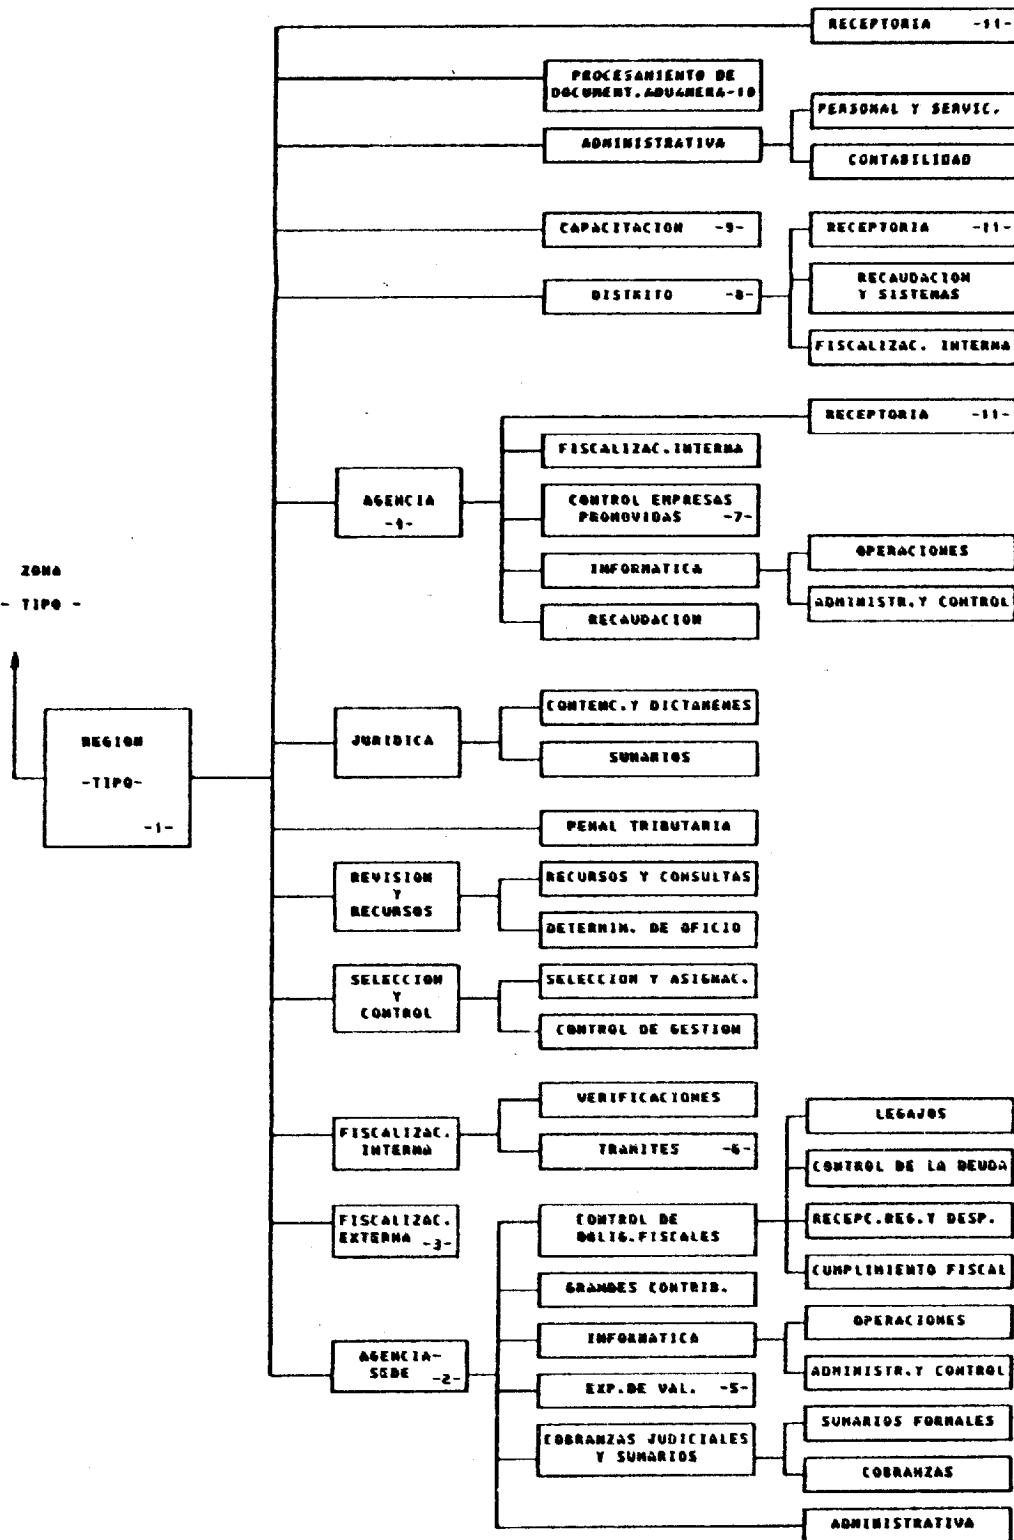 RECEPTORIA -11-
PROCESAMIENTO DE
DOCUMENT.ADUANERA-10
ADMINISTRATIVA
PERSONAL Y SERVIC.
CONTABILIDAD
CAPACITACION -9-
RECEPTORIA -11-
DISTRITO -8-
RECAUDACION
Y SISTEMAS
FISCALIZAC. INTERNA
RECEPTORIA -11-
FISCALIZAC.INTERNA
AGENCIA
-4-
CONTROL EMPRESAS
PROMOVIDAS -7-
INFORMATICA
OPERACIONES
ADMINISTR.Y CONTROL
RECAUDACION
ZONA
- TIPO -
REGION
-TIPO-
-1-
JURIDICA
CONTENC.Y DICTAMENES
SUMARIOS
PENAL TRIBUTARIA
REVISION
Y
RECURSOS
RECURSOS Y CONSULTAS
DETERMIN. DE OFICIO
SELECCION
Y
CONTROL
SELECCION Y ASIGNAC.
CONTROL DE GESTION
FISCALIZAC.
INTERNA
VERIFICACIONES
TRAMITES -6-
FISCALIZAC.
EXTERNA -3-
CONTROL DE
OBLIG.FISCALES
LEGAJOS
CONTROL DE LA DEUDA
RECEPC.REG.Y DESP.
CUMPLIMIENTO FISCAL
GRANDES CONTRIB.
AGENCIA-
SEDE -2-
INFORMATICA
OPERACIONES
ADMINISTR.Y CONTROL
EXP.DE VAL. -5-
COBRANZAS JUDICIALES
Y SUMARIOS
SUMARIOS FORMALES
COBRANZAS
ADMINISTRATIVA